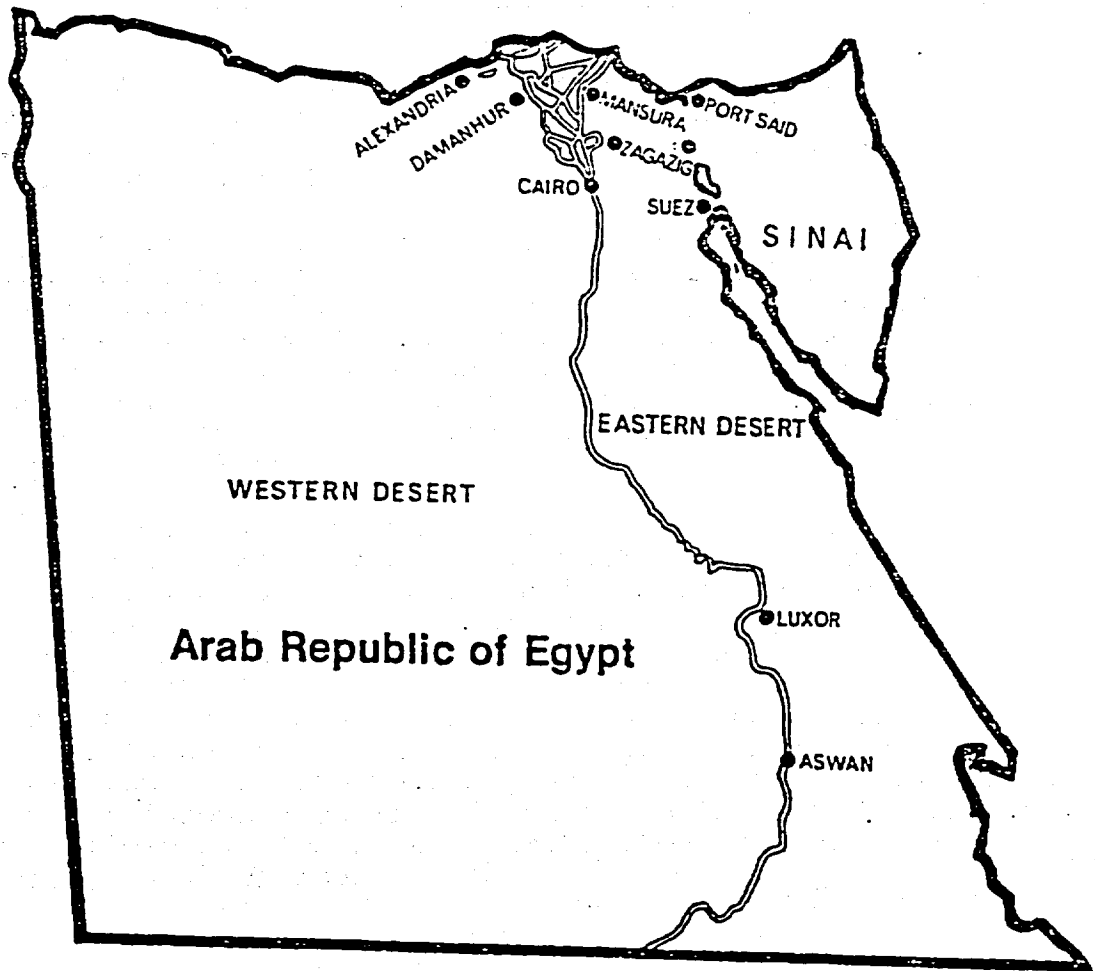 ALEXANDRIA
DAMANHUR
MANSURA
PORT SAID
ZAGAZIG
CAIRO
SUEZ
SINAI
EASTERN DESERT
WESTERN DESERT
LUXOR
Arab Republic of Egypt
ASWAN